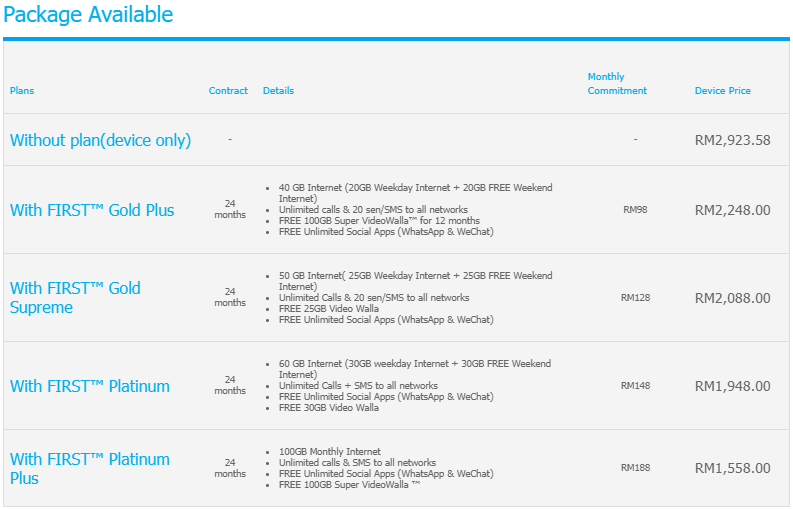 Package Available
Plans
Contract
Details
Monthly
Commitment
Device Price
Without plan(device only)
-
-
RM2,923.58
With FIRST™ Gold Plus
24
months
• 40 GB Internet (20GB Weekday Internet + 20GB FREE Weekend
Internet)
• Unlimited calls & 20 sen/SMS to all networks
• FREE 100GB Super VideoWalla™ for 12 months
• FREE Unlimited Social Apps (WhatsApp & WeChat)
RM98
RM2,248.00
With FIRST™ Gold
Supreme
24
months
• 50 GB Internet( 25GB Weekday Internet + 25GB FREE Weekend
Internet)
• Unlimited Calls & 20 sen/SMS to all networks
• FREE 25GB Video Walla
• FREE Unlimited Social Apps (WhatsApp & WeChat)
RM128
RM2,088.00
With FIRST™ Platinum
24
months
• 60 GB Internet (30GB weekday Internet + 30GB FREE Weekend
Internet)
• Unlimited Calls + SMS to all networks
• FREE Unlimited Social Apps (WhatsApp & WeChat)
• FREE 30GB Video Walla
RM148
RM1,948.00
With FIRST™ Platinum
Plus
24
months
• 100GB Monthly Internet
• Unlimited calls & SMS to all networks
• FREE Unlimited Social Apps (WhatsApp & WeChat)
• FREE 100GB Super VideoWalla ™
RM188
RM1,558.00